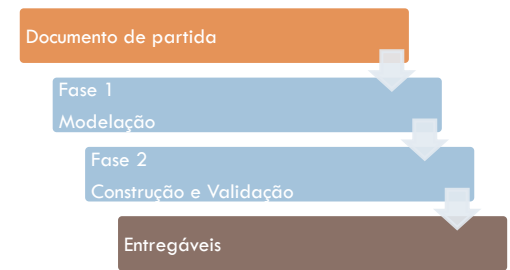 Documento de partida
Fase 1
Modelação
Fase 2
Construção e Validação
Entregáveis